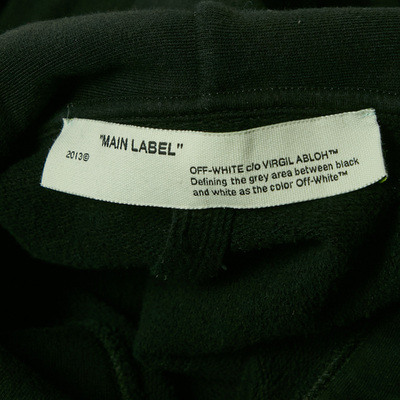 "MAIN LABEL"
2013©
OFF-WHITE c/o VIRGIL ABLOH™
Defining the grey area between black
and white as the color Off-White™